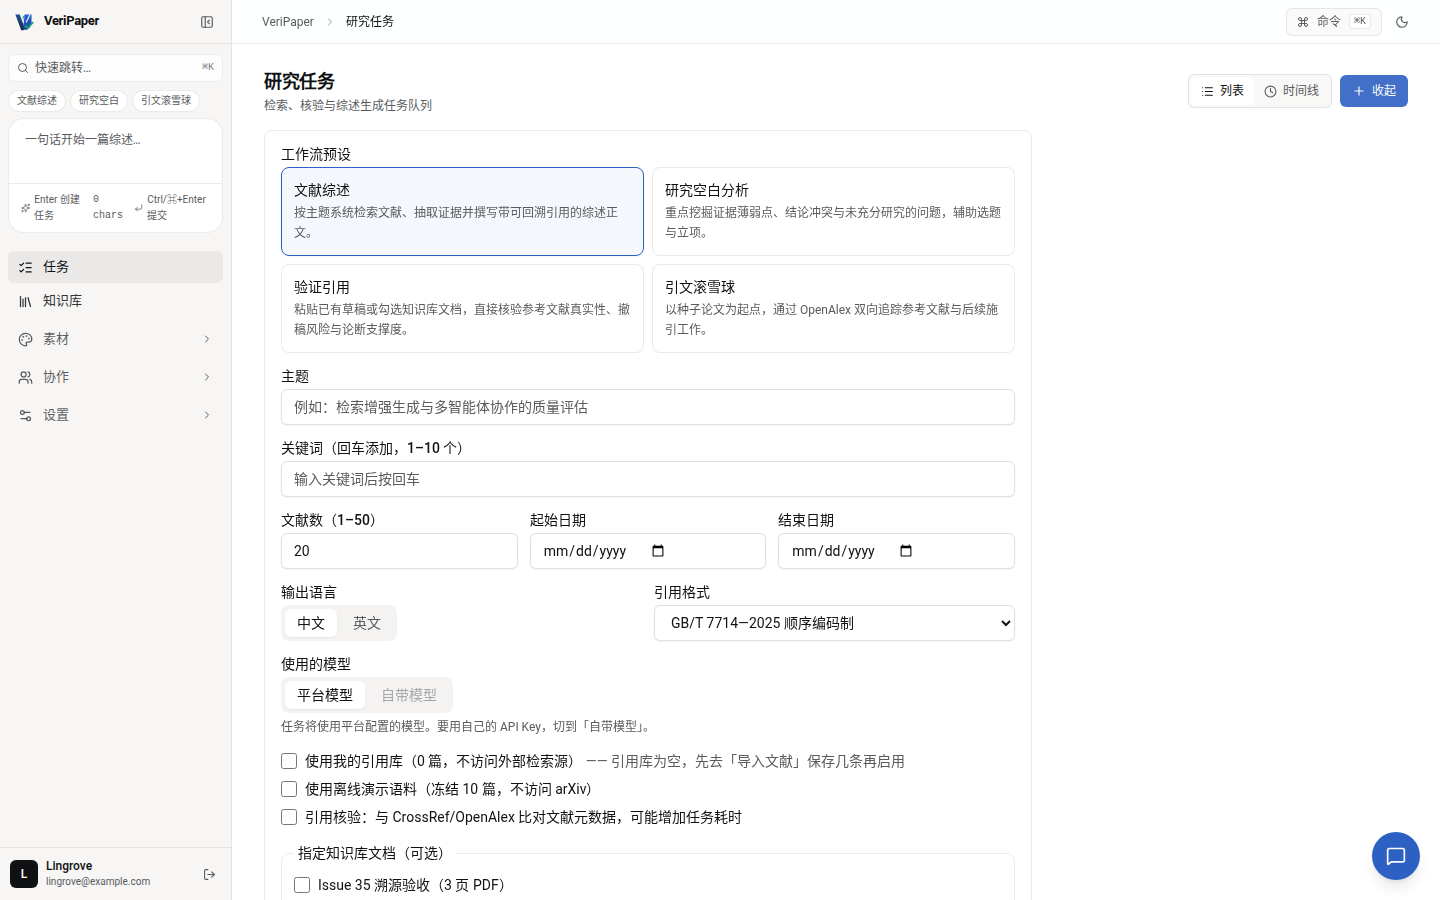 VeriPaper
快速跳转...
⌘K
文献综述
研究空白
引文滚雪球
一句话开始一篇综述...
Enter 创建
任务
0
chars
Ctrl/⌘+Enter
提交
任务
知识库
素材
协作
设置
L
Lingrove
lingrove@example.com
VeriPaper
研究任务
命令
⌘K
研究任务
检索、核验与综述生成任务队列
列表
时间线
收起
工作流预设
文献综述
按主题系统检索文献、抽取证据并撰写带可回溯引用的综述正
文。
研究空白分析
重点挖掘证据薄弱点、结论冲突与未充分研究的问题，辅助选题
与立项。
验证引用
粘贴已有草稿或勾选知识库文档，直接核验参考文献真实性、撤
稿风险与论断支撑度。
引文滚雪球
以种子论文为起点，通过 OpenAlex 双向追踪参考文献与后续施
引工作。
主题
例如：检索增强生成与多智能体协作的质量评估
关键词（回车添加，1–10 个）
输入关键词后按回车
文献数（1–50）
起始日期
结束日期
20
mm/dd/yyyy
mm/dd/yyyy
输出语言
引用格式
中文
英文
GB/T 7714—2025 顺序编码制
使用的模型
平台模型
自带模型
任务将使用平台配置的模型。要用自己的 API Key，切到「自带模型」。
使用我的引用库（0 篇，不访问外部检索源） —— 引用库为空，先去「导入文献」保存几条再启用
使用离线演示语料（冻结 10 篇，不访问 arXiv）
引用核验：与 CrossRef/OpenAlex 比对文献元数据，可能增加任务耗时
指定知识库文档（可选）
Issue 35 溯源验收（3 页 PDF）